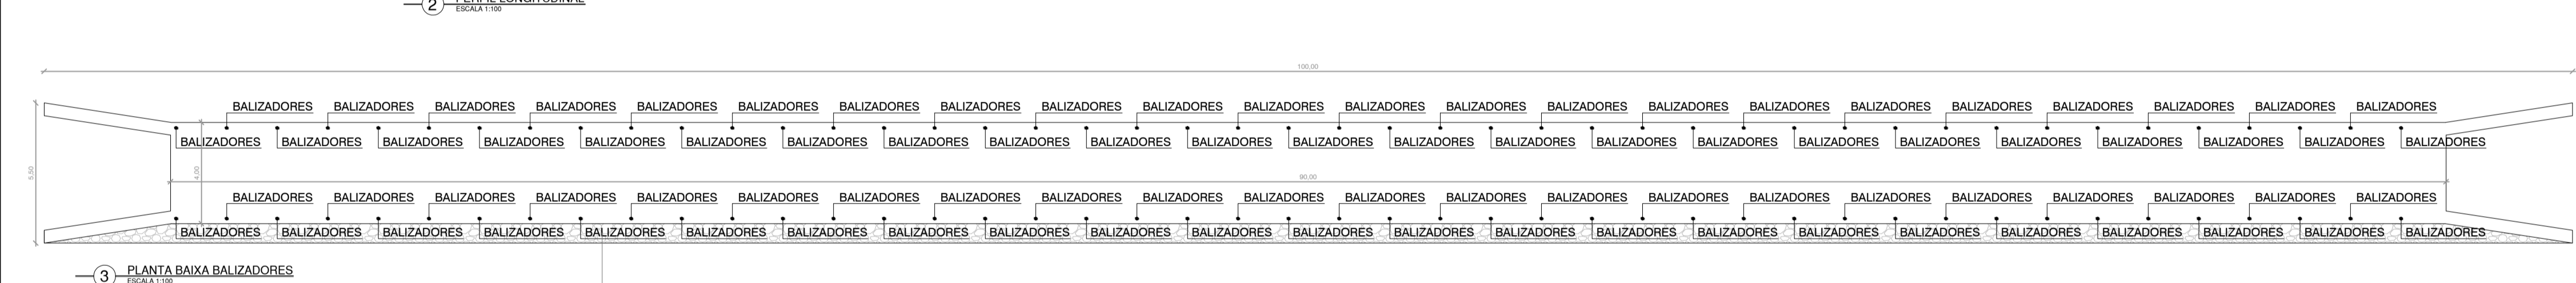 2 PERFIL LONGITUDINAL
ESCALA 1:100
100,00
BALIZADORES BALIZADORES BALIZADORES BALIZADORES BALIZADORES BALIZADORES BALIZADORES BALIZADORES BALIZADORES BALIZADORES BALIZADORES BALIZADORES BALIZADORES BALIZADORES BALIZADORES BALIZADORES BALIZADORES BALIZADORES BALIZADORES BALIZADORES BALIZADORES BALIZADORES
BALIZADORES BALIZADORES BALIZADORES BALIZADORES BALIZADORES BALIZADORES BALIZADORES BALIZADORES BALIZADORES BALIZADORES BALIZADORES BALIZADORES BALIZADORES BALIZADORES BALIZADORES BALIZADORES BALIZADORES BALIZADORES BALIZADORES BALIZADORES BALIZADORES BALIZADORES BALIZADORES
5,50
4,00
90,00
BALIZADORES BALIZADORES BALIZADORES BALIZADORES BALIZADORES BALIZADORES BALIZADORES BALIZADORES BALIZADORES BALIZADORES BALIZADORES BALIZADORES BALIZADORES BALIZADORES BALIZADORES BALIZADORES BALIZADORES BALIZADORES BALIZADORES BALIZADORES BALIZADORES BALIZADORES
BALIZADORES BALIZADORES BALIZADORES BALIZADORES BALIZADORES BALIZADORES BALIZADORES BALIZADORES BALIZADORES BALIZADORES BALIZADORES BALIZADORES BALIZADORES BALIZADORES BALIZADORES BALIZADORES BALIZADORES BALIZADORES BALIZADORES BALIZADORES BALIZADORES BALIZADORES BALIZADORES
3 PLANTA BAIXA BALIZADORES
ESCALA 1:100